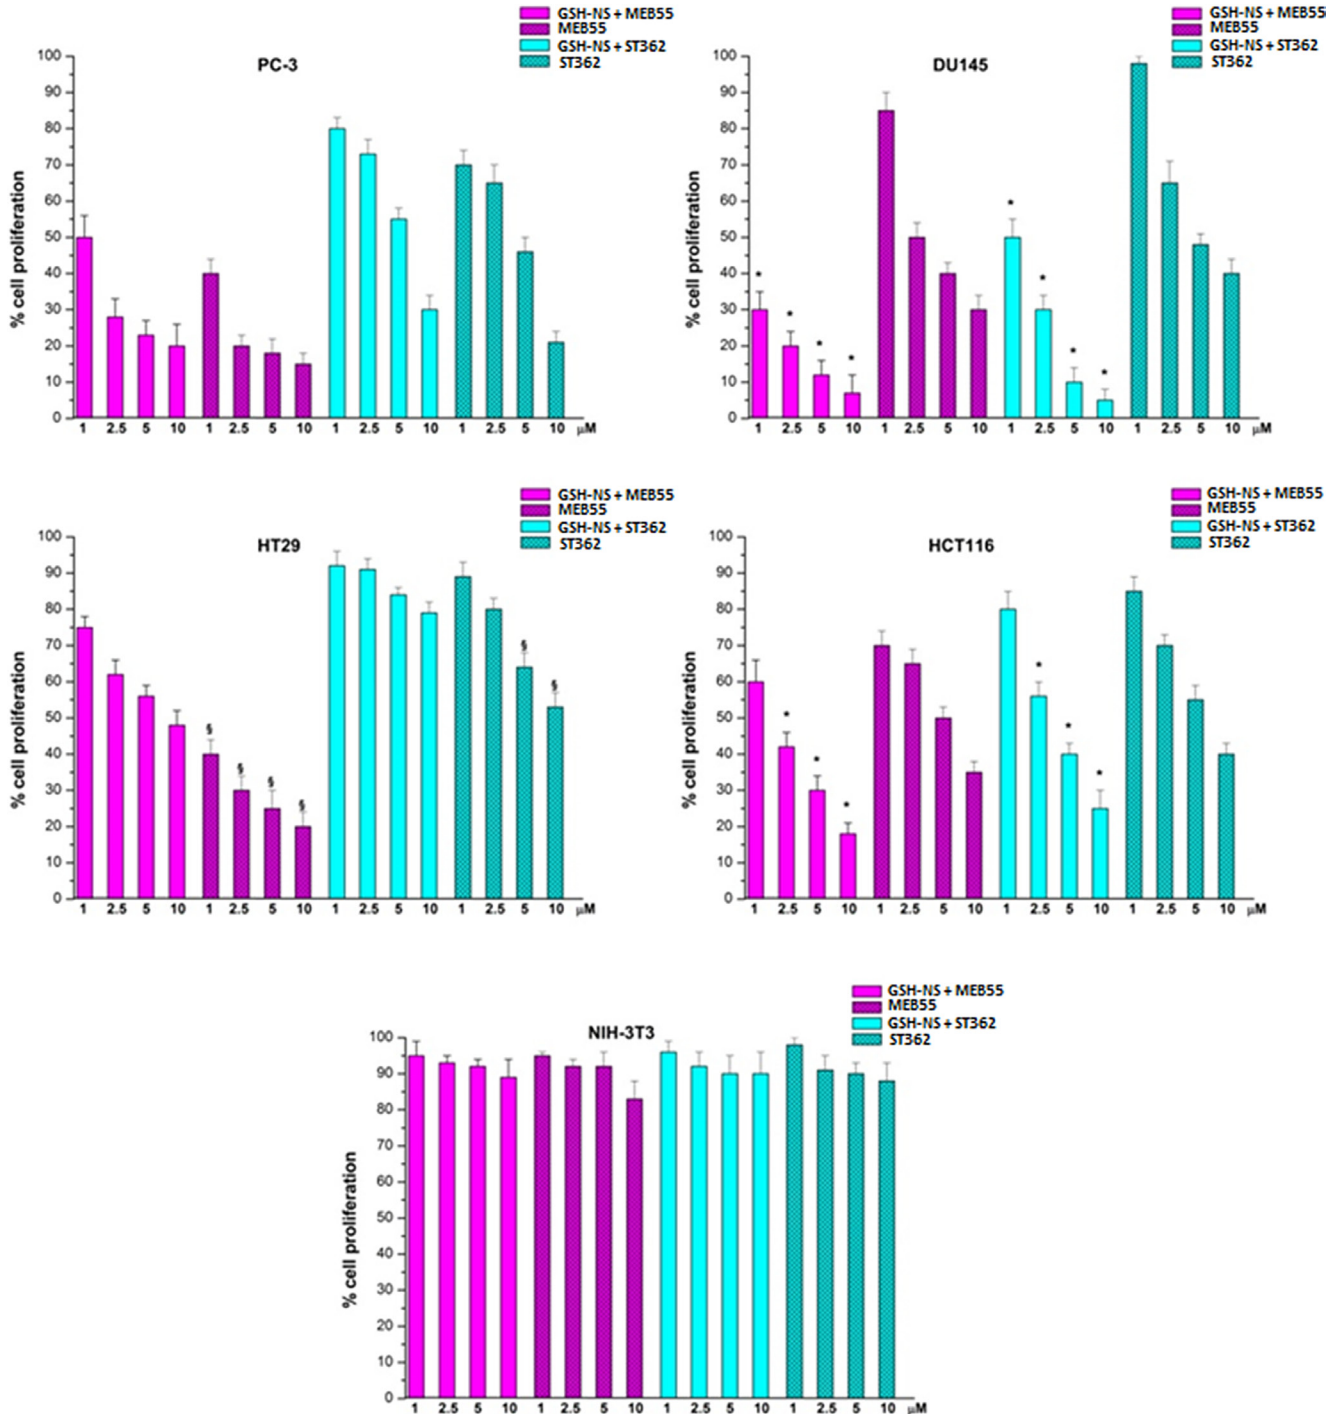 GSH-NS + MEB55
MEB55
GSH-NS + ST362
ST362
PC-3
% cell proliferation
100
90
80
70
60
50
40
30
20
10
0
1 2.5 5 10 1 2.5 5 10 1 2.5 5 10 1 2.5 5 10 μM
GSH-NS + MEB55
MEB55
GSH-NS + ST362
ST362
DU145
% cell proliferation
100
90
80
70
60
50
40
30
20
10
0
* * * * * * * *
1 2.5 5 10 1 2.5 5 10 1 2.5 5 10 1 2.5 5 10 μM
GSH-NS + MEB55
MEB55
GSH-NS + ST362
ST362
HT29
% cell proliferation
100
90
80
70
60
50
40
30
20
10
0
§ § § § § §
1 2.5 5 10 1 2.5 5 10 1 2.5 5 10 1 2.5 5 10 μM
GSH-NS + MEB55
MEB55
GSH-NS + ST362
ST362
HCT116
% cell proliferation
100
90
80
70
60
50
40
30
20
10
0
* * * * * *
1 2.5 5 10 1 2.5 5 10 1 2.5 5 10 1 2.5 5 10 μM
GSH-NS + MEB55
MEB55
GSH-NS + ST362
ST362
NIH-3T3
% cell proliferation
100
90
80
70
60
50
40
30
20
10
0
1 2.5 5 10 1 2.5 5 10 1 2.5 5 10 1 2.5 5 10 μM